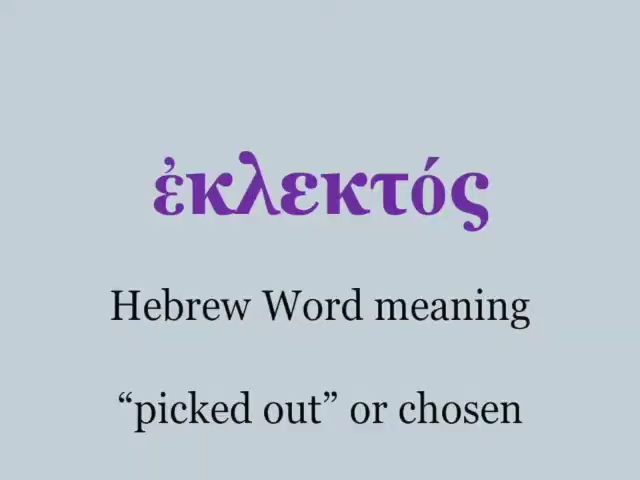 ἐκλεκτός
Hebrew Word meaning
“picked out” or chosen